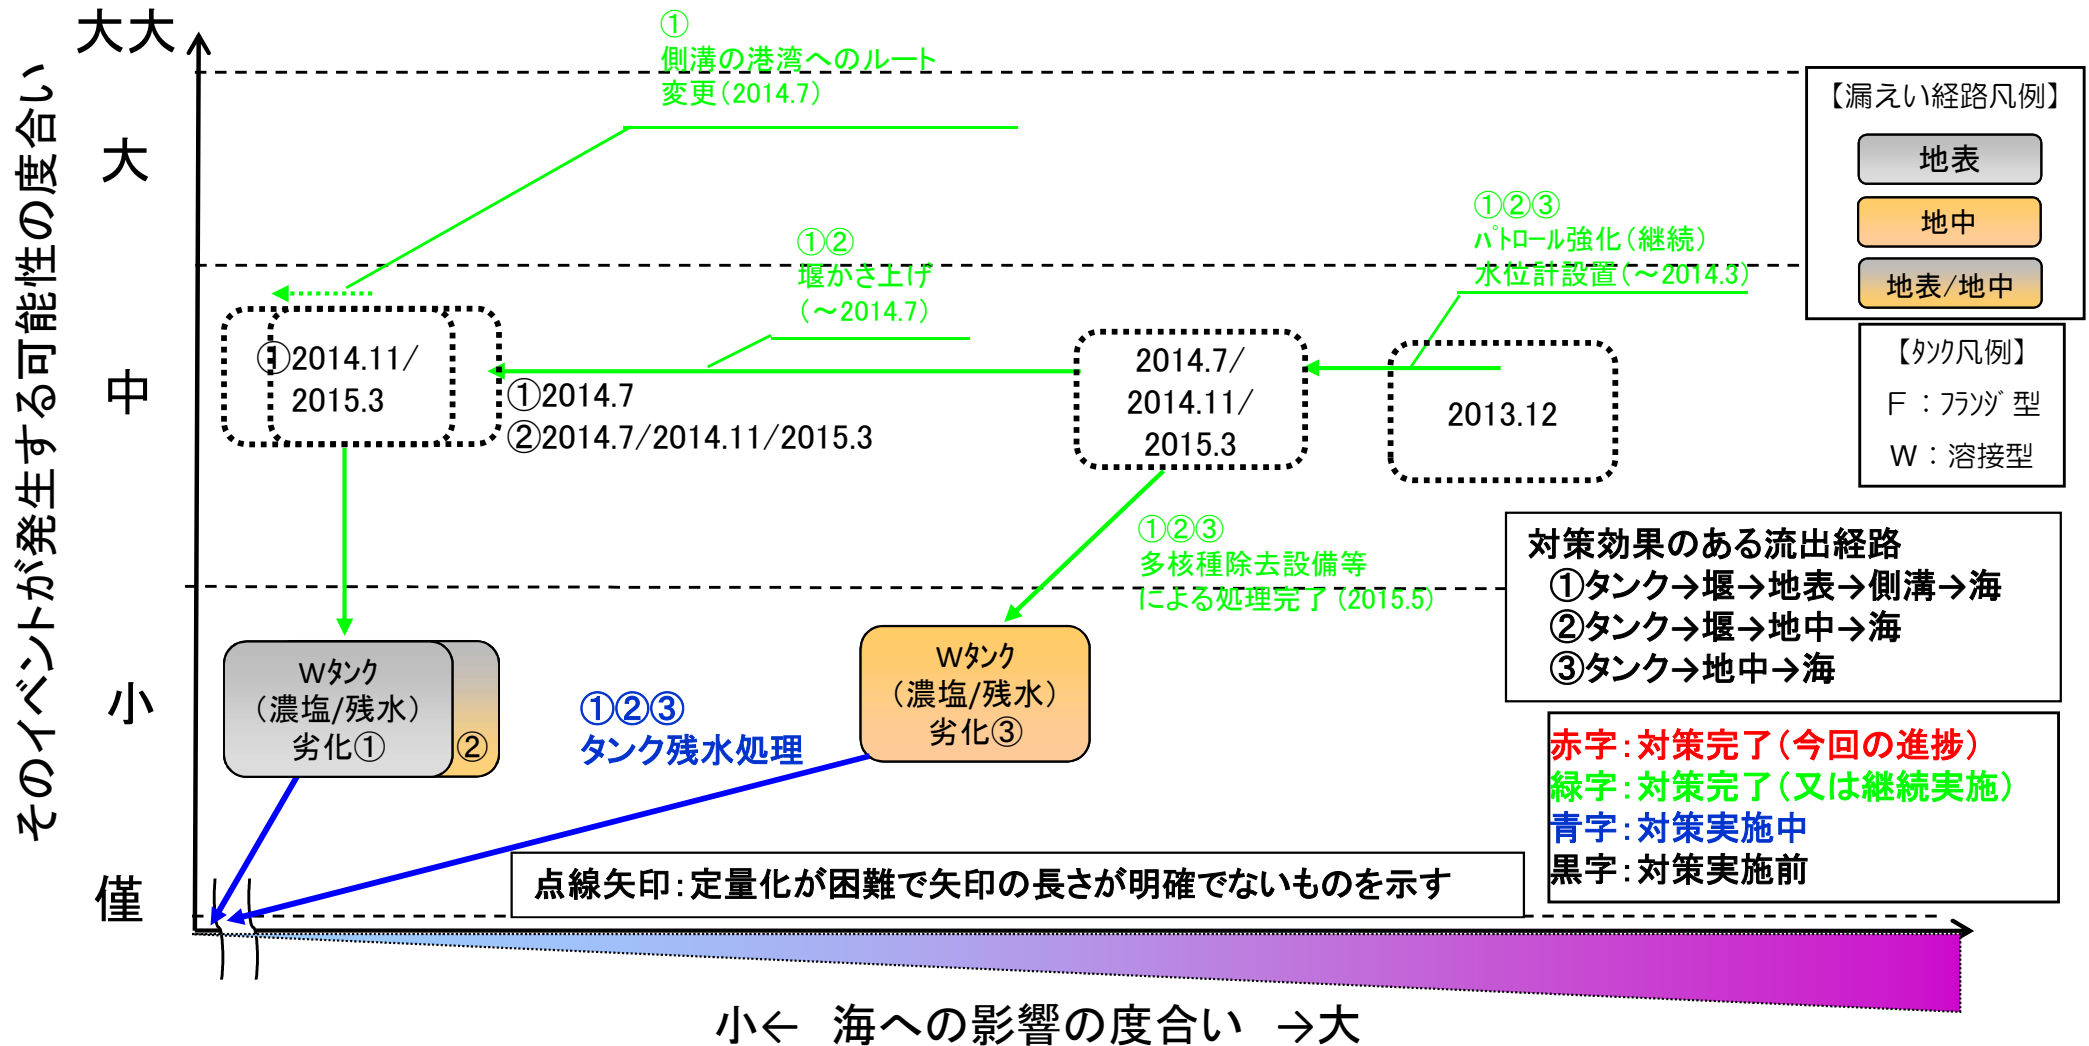 そのイベントが発生する可能性の度合い
大大
大
中
小
僅
①
側溝の港湾へのルート
変更(2014.7)
①②
堰かさ上げ
(～2014.7)
①②③
ﾊﾟﾄﾛｰﾙ強化(継続)
水位計設置(～2014.3)
①2014.11/
2015.3
①2014.7
②2014.7/2014.11/2015.3
2014.7/
2014.11/
2015.3
2013.12
①②③
多核種除去設備等
による処理完了(2015.5)
Wﾀﾝｸ
(濃塩/残水)
劣化①
②
①②③
タンク残水処理
Wﾀﾝｸ
(濃塩/残水)
劣化③
【漏えい経路凡例】
地表
地中
地表/地中
【ﾀﾝｸ凡例】
F：ﾌﾗﾝｼﾞ型
W：溶接型
対策効果のある流出経路
①タンク→堰→地表→側溝→海
②タンク→堰→地中→海
③タンク→地中→海
赤字：対策完了(今回の進捗)
緑字：対策完了(又は継続実施)
青字：対策実施中
黒字：対策実施前
点線矢印：定量化が困難で矢印の長さが明確でないものを示す
小← 海への影響の度合い →大